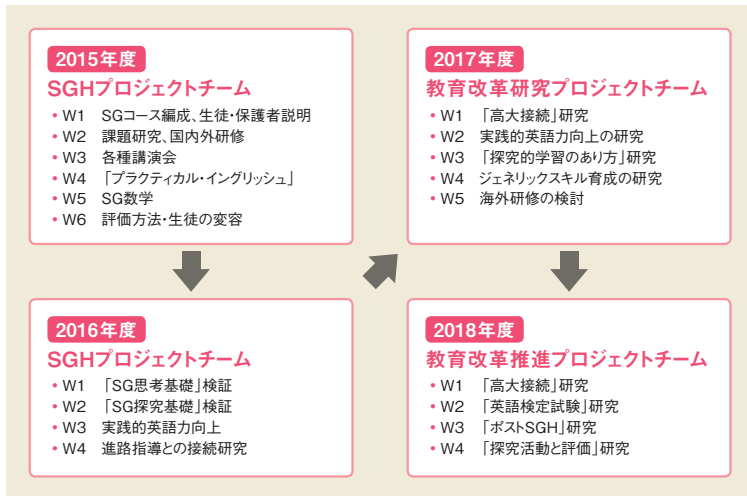 2015年度
SGHプロジェクトチーム
• W1 SGコース編成、生徒・保護者説明
• W2 課題研究、国内外研修
• W3 各種講演会
• W4 「プラクティカル・イングリッシュ」
• W5 SG数学
• W6 評価方法・生徒の変容
2016年度
SGHプロジェクトチーム
• W1 「SG思考基礎」検証
• W2 「SG探究基礎」検証
• W3 実践的英語力向上
• W4 進路指導との接続研究
2017年度
教育改革研究プロジェクトチーム
• W1 「高大接続」研究
• W2 実践的英語力向上の研究
• W3 「探究的学習のあり方」研究
• W4 ジェネリックスキル育成の研究
• W5 海外研修の検討
2018年度
教育改革推進プロジェクトチーム
• W1 「高大接続」研究
• W2 「英語検定試験」研究
• W3 「ポストSGH」研究
• W4 「探究活動と評価」研究